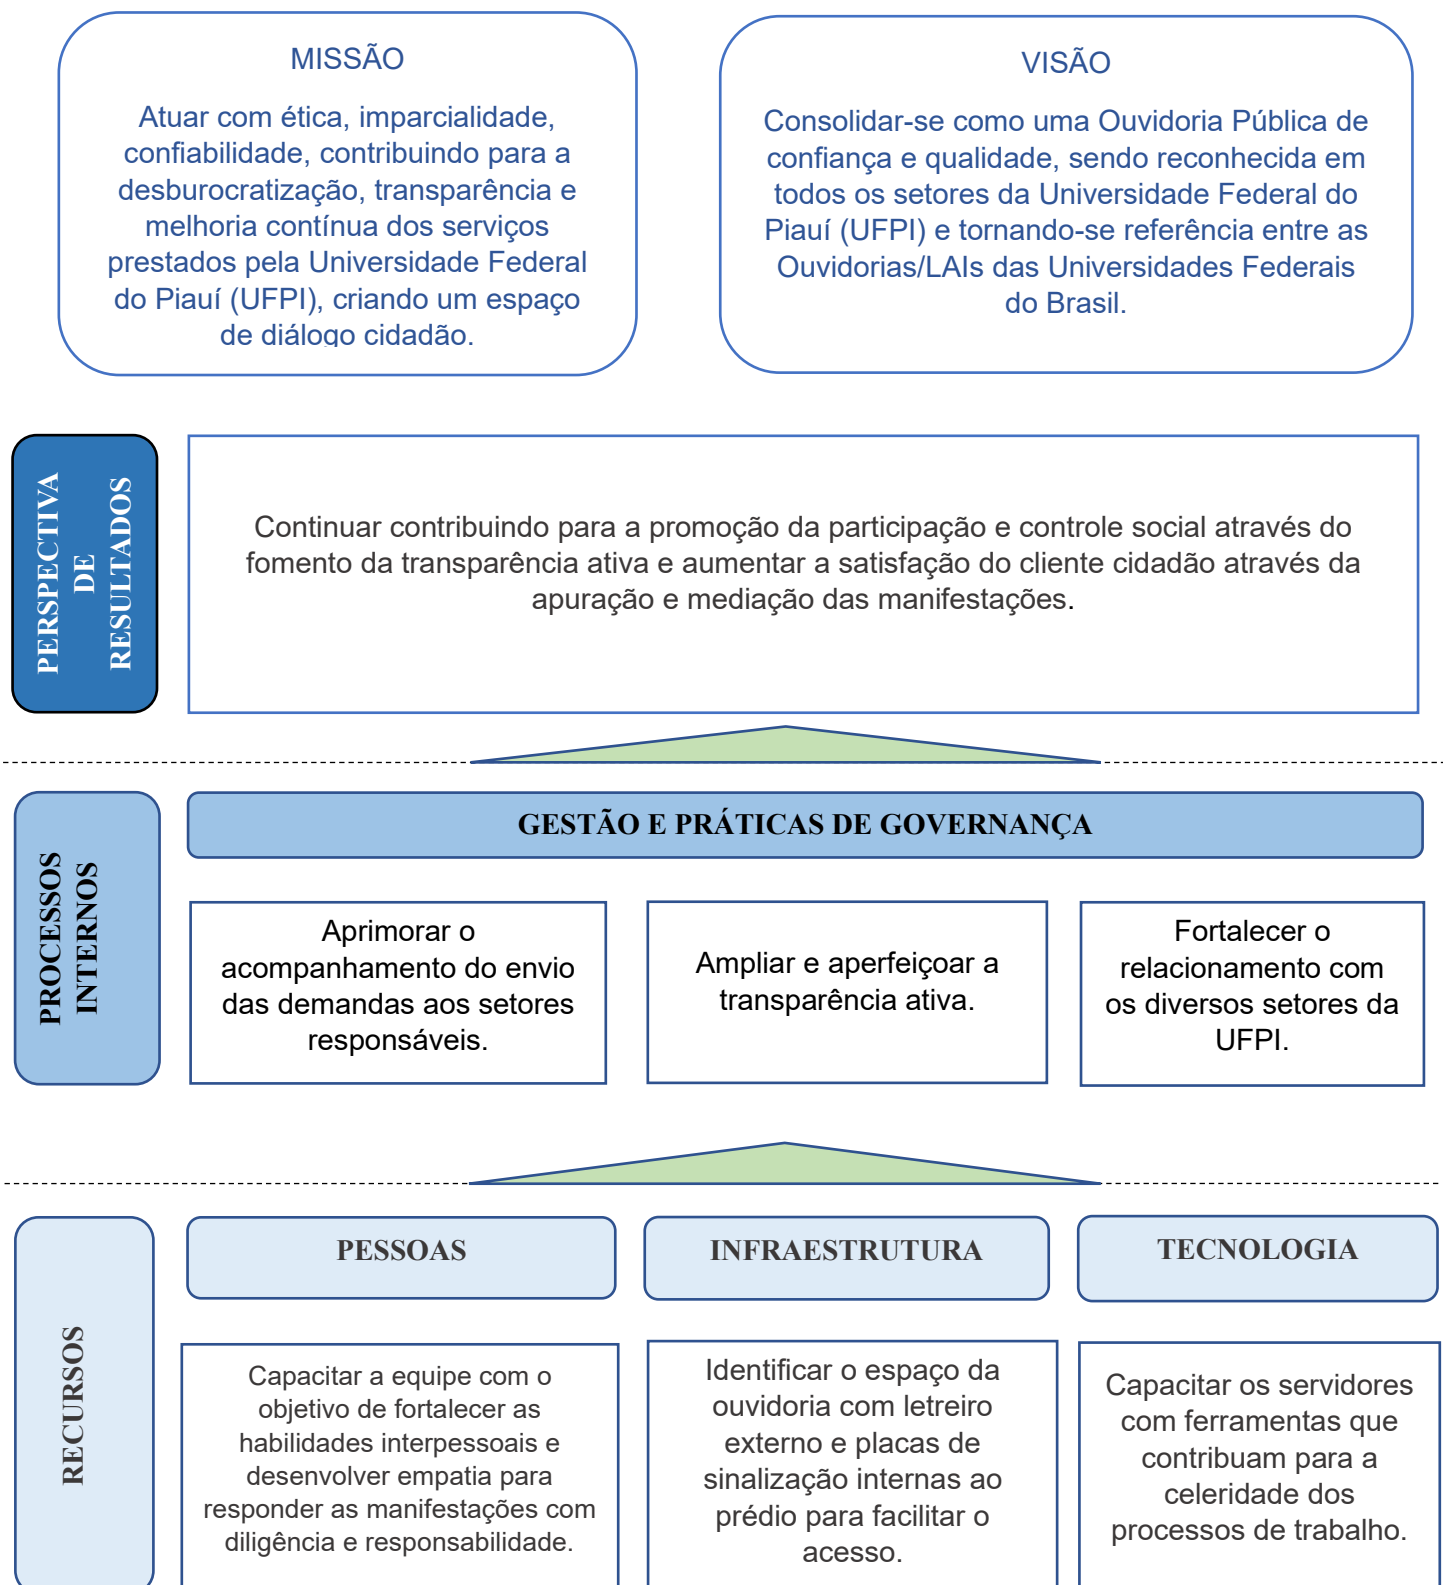 MISSÃO
Atuar com ética, imparcialidade,
confiabilidade, contribuindo para a
desburocratização, transparência e
melhoria contínua dos serviços
prestados pela Universidade Federal
do Piauí (UFPI), criando um espaço
de diálogo cidadão.
VISÃO
Consolidar-se como uma Ouvidoria Pública de
confiança e qualidade, sendo reconhecida em
todos os setores da Universidade Federal do
Piauí (UFPI) e tornando-se referência entre as
Ouvidorias/LAIs das Universidades Federais
do Brasil.
PERSPECTIVA
DE
RESULTADOS
Continuar contribuindo para a promoção da participação e controle social através do
fomento da transparência ativa e aumentar a satisfação do cliente cidadão através da
apuração e mediação das manifestações.
PROCESSOS
INTERNOS
GESTÃO E PRÁTICAS DE GOVERNANÇA
Aprimorar o
acompanhamento do envio
das demandas aos setores
responsáveis.
Ampliar e aperfeiçoar a
transparência ativa.
Fortalecer o
relacionamento com
os diversos setores da
UFPI.
RECURSOS
PESSOAS
Capacitar a equipe com o
objetivo de fortalecer as
habilidades interpessoais e
desenvolver empatia para
responder as manifestações com
diligência e responsabilidade.
INFRAESTRUTURA
Identificar o espaço da
ouvidoria com letreiro
externo e placas de
sinalização internas ao
prédio para facilitar o
acesso.
TECNOLOGIA
Capacitar os servidores
com ferramentas que
contribuam para a
celeridade dos
processos de trabalho.